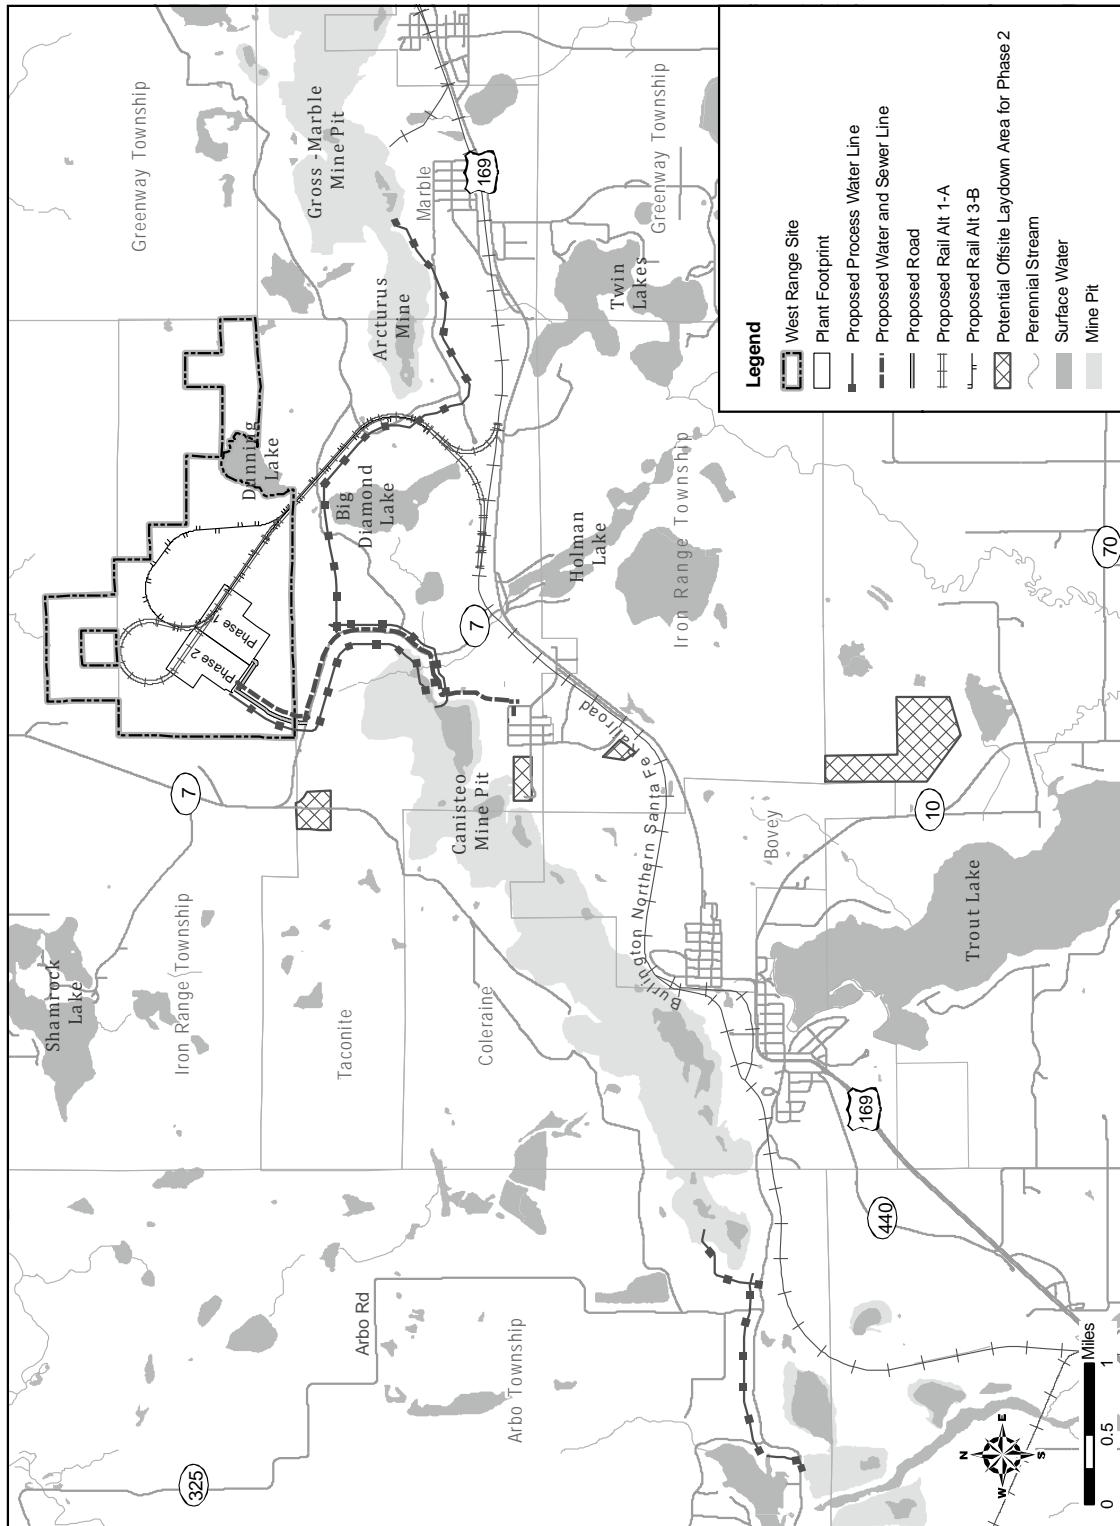 Greenway Township
Gross -Marble
Mine Pit
Marble
169
Greenway Township
Arcturus
Mine
Twin
Lakes
Dunning
Lake
Big
Diamond
Lake
Holman
Lake
Iron Range Township
Phase 1
Phase 2
7
7
70
Canisteo
Mine Pit
Burlington Northern Santa Fe Railroad
Bovey
10
Trout Lake
Shamrock
Lake
Iron Range Township
Taconite
Coleraine
169
440
Arbo Rd
Arbo Township
325
N
E
S
W
0
0.5
1
Miles
Legend
West Range Site
Plant Footprint
Proposed Process Water Line
Proposed Water and Sewer Line
Proposed Road
Proposed Rail Alt 1-A
Proposed Rail Alt 3-B
Potential Offsite Laydown Area for Phase 2
Perennial Stream
Surface Water
Mine Pit